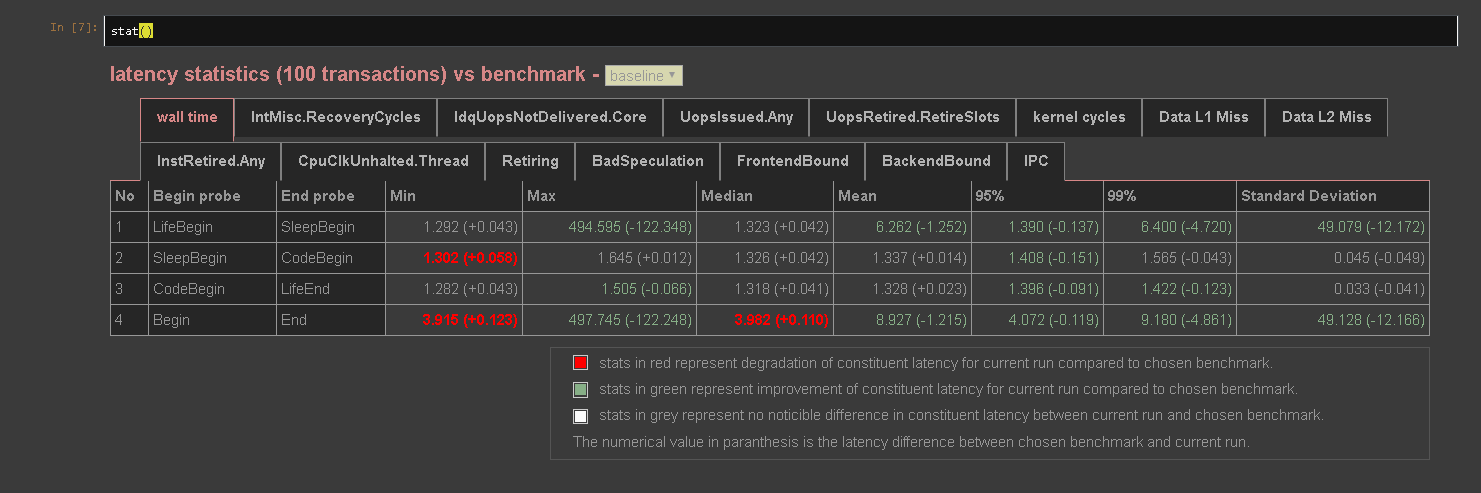 In [7]: stat()
latency statistics (100 transactions) vs benchmark - baseline
wall time IntMisc.RecoveryCycles IdqUopsNotDelivered.Core UopsIssued.Any UopsRetired.RetireSlots kernel cycles Data L1 Miss Data L2 Miss
InstRetired.Any CpuClkUnhalted.Thread Retiring BadSpeculation FrontendBound BackendBound IPC
No Begin probe End probe Min Max Median Mean 95% 99% Standard Deviation
1 LifeBegin SleepBegin 1.292 (+0.043) 494.595 (-122.348) 1.323 (+0.042) 6.262 (-1.252) 1.390 (-0.137) 6.400 (-4.720) 49.079 (-12.172)
2 SleepBegin CodeBegin 1.302 (+0.058) 1.645 (+0.012) 1.326 (+0.042) 1.337 (+0.014) 1.408 (-0.151) 1.565 (-0.043) 0.045 (-0.049)
3 CodeBegin LifeEnd 1.282 (+0.043) 1.505 (-0.066) 1.318 (+0.041) 1.328 (+0.023) 1.396 (-0.091) 1.422 (-0.123) 0.033 (-0.041)
4 Begin End 3.915 (+0.123) 497.745 (-122.248) 3.982 (+0.110) 8.927 (-1.215) 4.072 (-0.119) 9.180 (-4.861) 49.128 (-12.166)
stats in red represent degradation of constituent latency for current run compared to chosen benchmark.
stats in green represent improvement of constituent latency for current run compared to chosen benchmark.
stats in grey represent no noticible difference in constituent latency between current run and chosen benchmark.
The numerical value in paranthesis is the latency difference between chosen benchmark and current run.